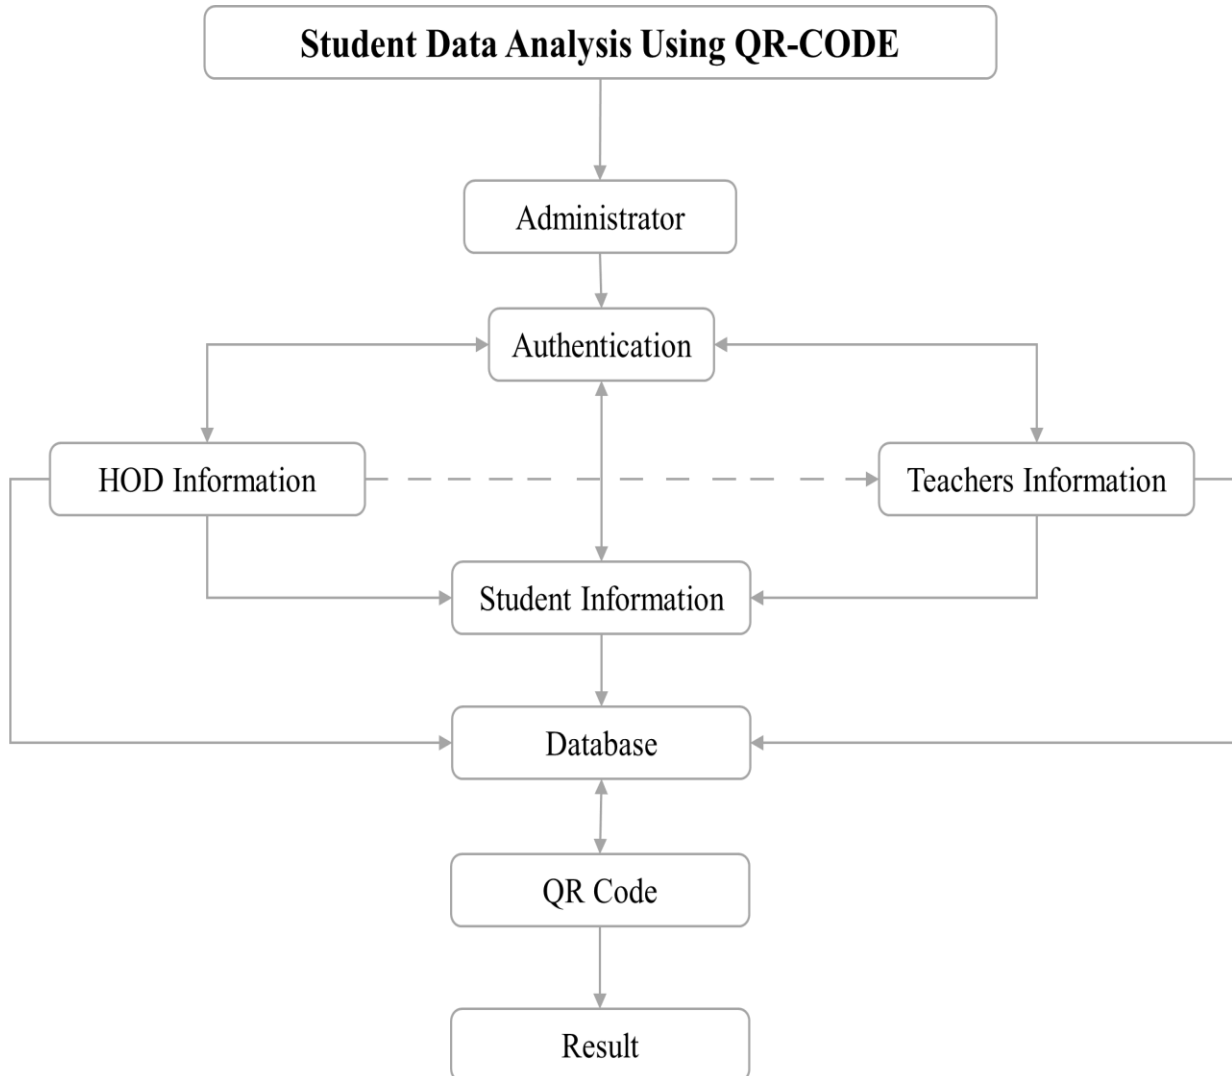 Student Data Analysis Using QR-CODE
Administrator
Authentication
HOD Information
Teachers Information
Student Information
Database
QR Code
Result